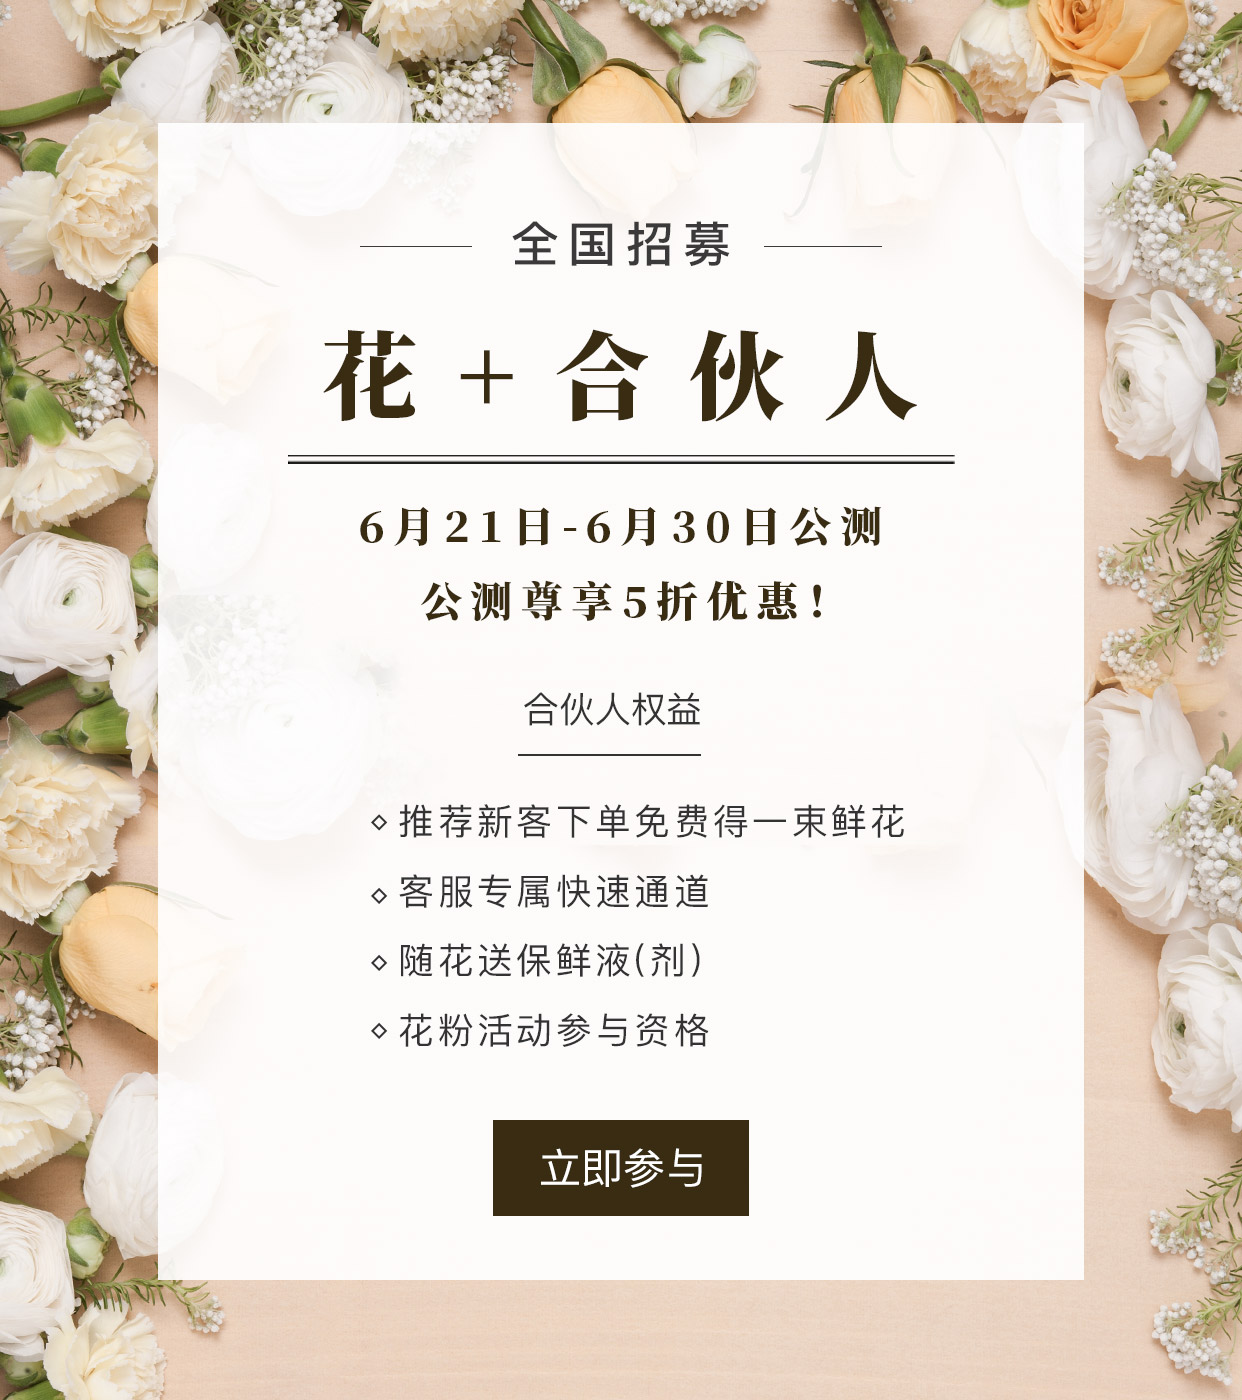 全国招募
花+合伙人
6月21日-6月30日公测
公测尊享5折优惠!
合伙人权益
推荐新客下单免费得一束鲜花
客服专属快速通道
随花送保鲜液(剂)
花粉活动参与资格
立即参与